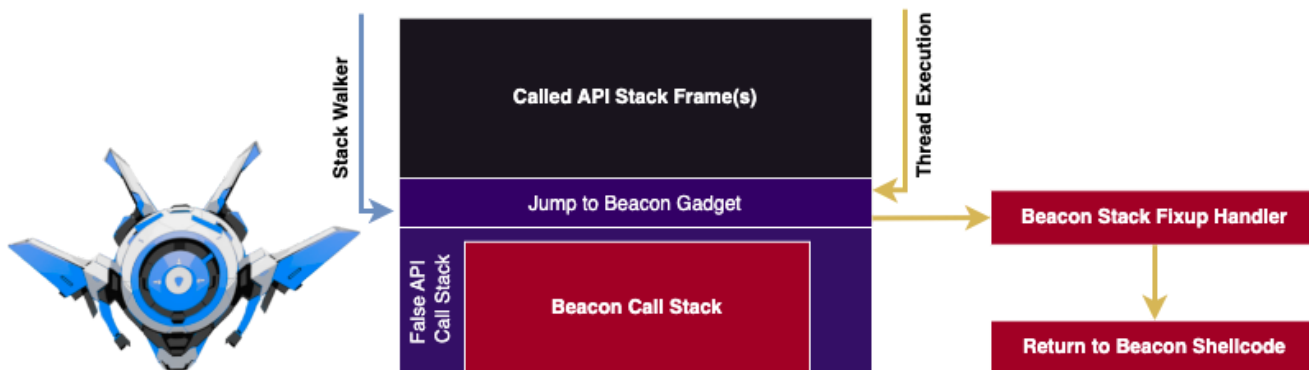 Stack Walker
Called API Stack Frame(s)
Thread Execution
Jump to Beacon Gadget
Beacon Stack Fixup Handler
False API
Call Stack
Beacon Call Stack
Return to Beacon Shellcode